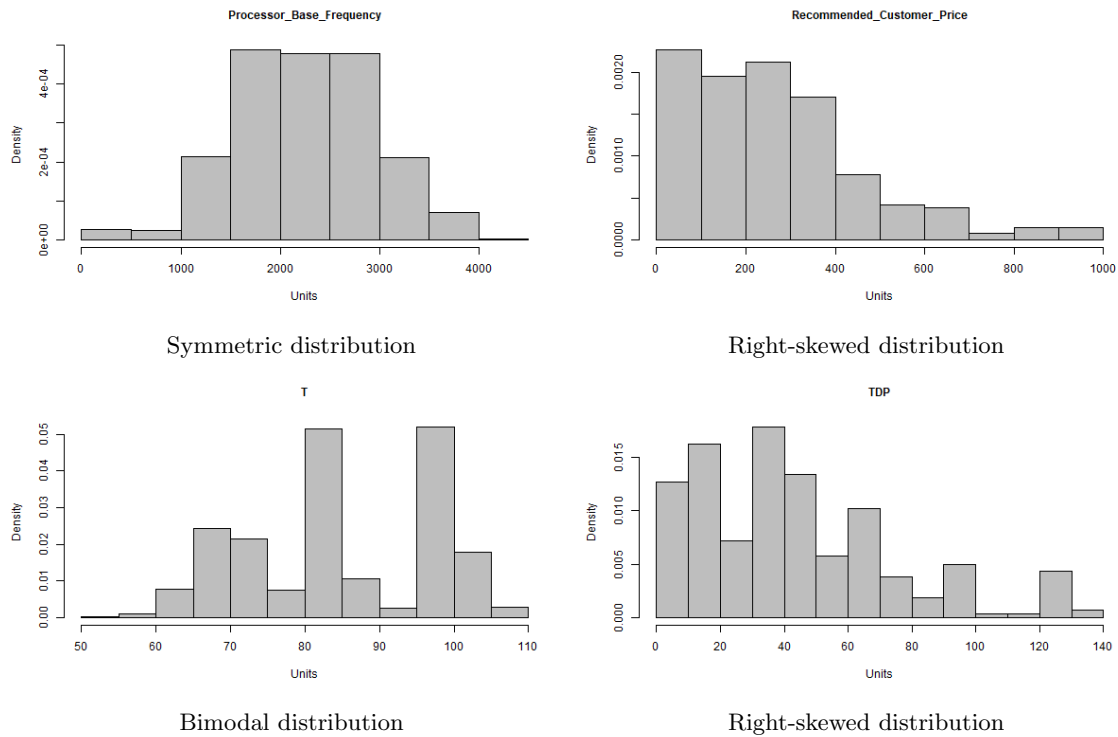 Processor_Base_Frequency
Density
0e+00 2e-04 4e-04
0 1000 2000 3000 4000
Units
Symmetric distribution
Recommended_Customer_Price
Density
0.0000 0.0010 0.0020
0 200 400 600 800 1000
Units
Right-skewed distribution
T
Density
0.00 0.01 0.02 0.03 0.04 0.05
50 60 70 80 90 100 110
Units
Bimodal distribution
TDP
Density
0.000 0.005 0.010 0.015
0 20 40 60 80 100 120 140
Units
Right-skewed distribution